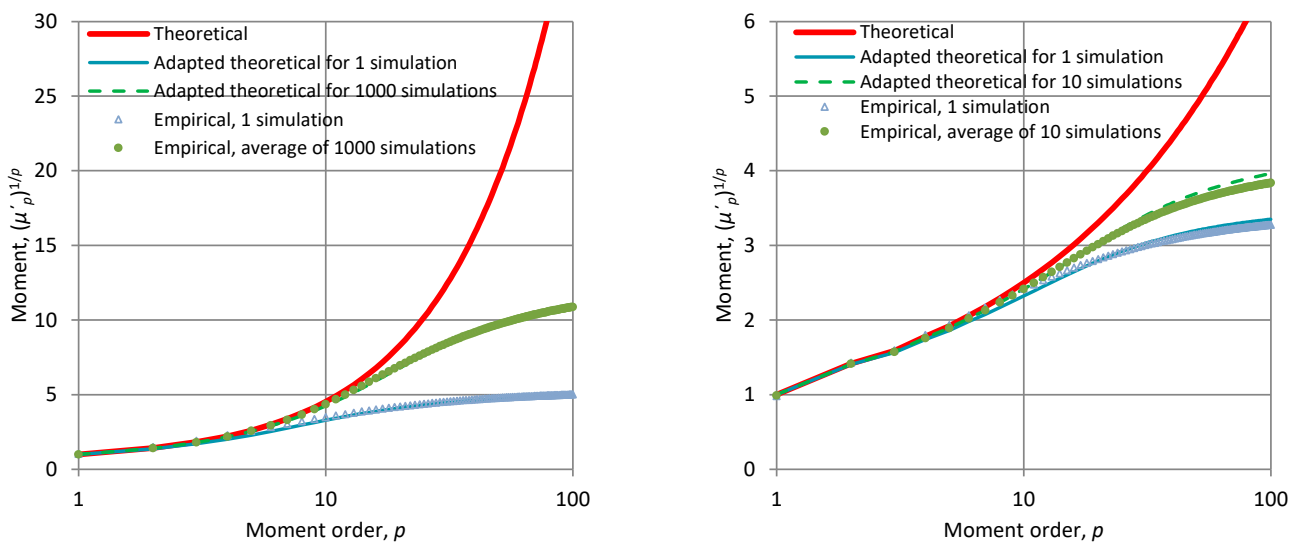 30
25
20
15
10
5
0
Moment, (μ′p)1/p
Theoretical
Adapted theoretical for 1 simulation
Adapted theoretical for 1000 simulations
Empirical, 1 simulation
Empirical, average of 1000 simulations
1
10
100
Moment order, p
6
5
4
3
2
1
0
Moment, (μ′p)1/p
Theoretical
Adapted theoretical for 1 simulation
Adapted theoretical for 10 simulations
Empirical, 1 simulation
Empirical, average of 10 simulations
1
10
100
Moment order, p